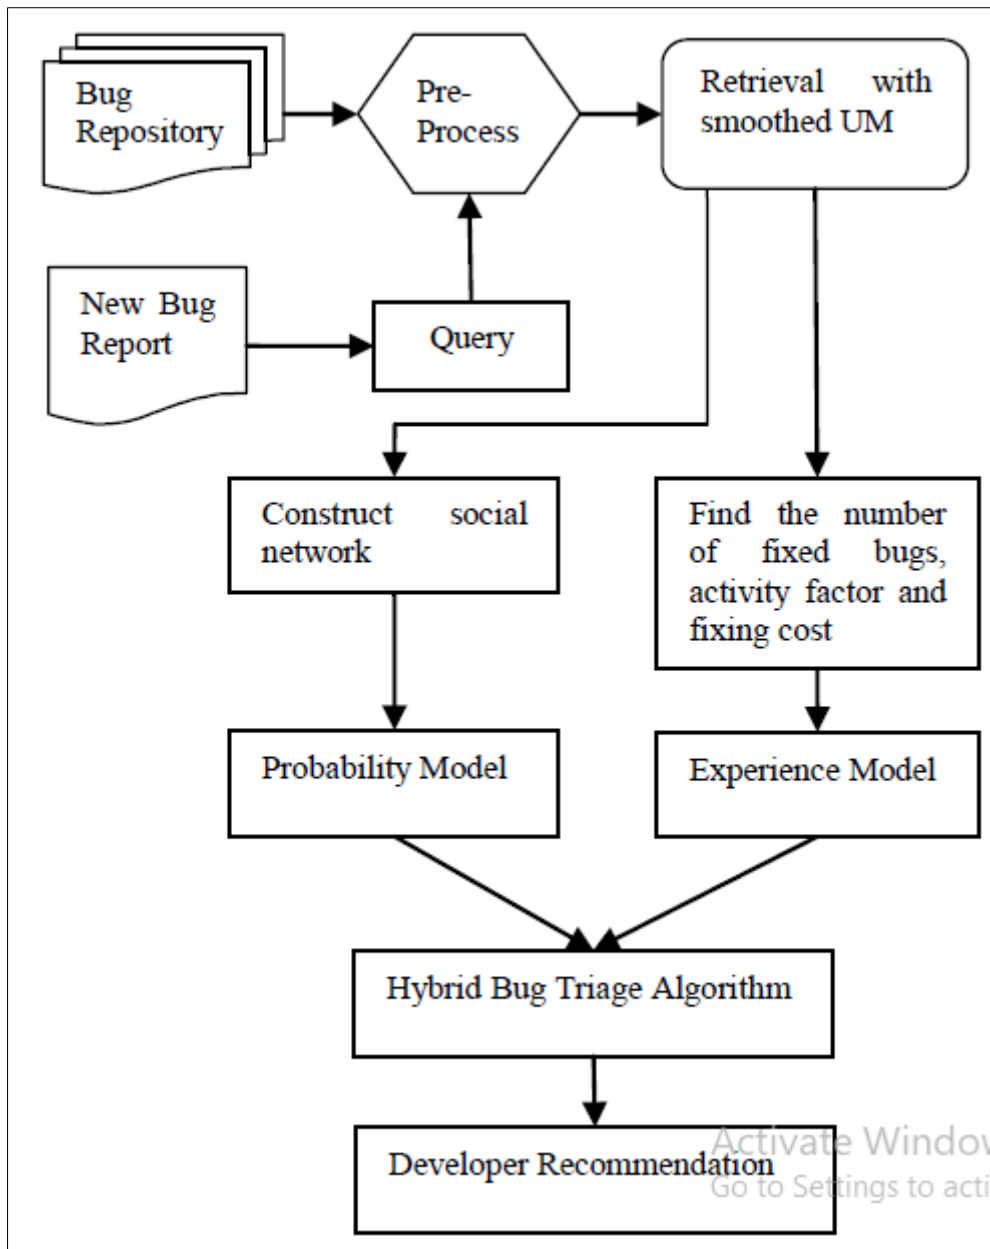 Bug
Repository
Pre-
Process
Retrieval with
smoothed UM
New Bug
Report
Query
Construct social
network
Find the number
of fixed bugs,
activity factor and
fixing cost
Probability Model
Experience Model
Hybrid Bug Triage Algorithm
Developer Recommendation
Activate Window
Go to Settings to acti